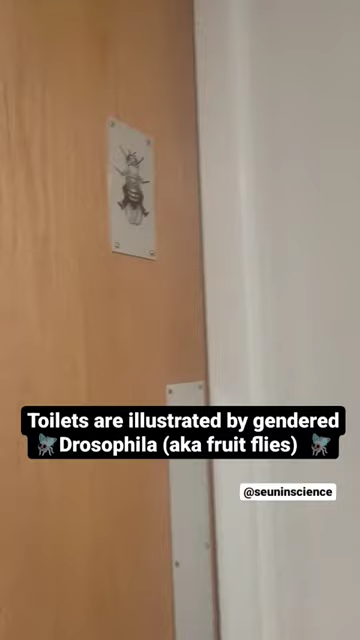 Toilets are illustrated by gendered
🪰Drosophila (aka fruit flies) 🪰
@seuninscience